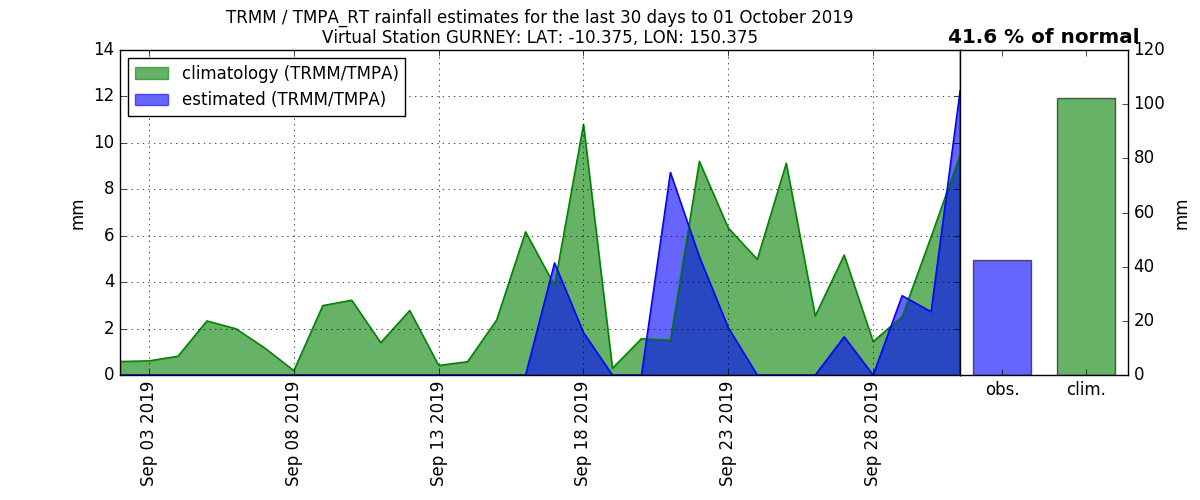 TRMM / TMPA_RT rainfall estimates for the last 30 days to 01 October 2019
Virtual Station GURNEY: LAT: -10.375, LON: 150.375
41.6 % of normal
climatology (TRMM/TMPA)
estimated (TRMM/TMPA)
14
12
10
8
6
4
2
0
mm
120
100
80
60
40
20
0
mm
Sep 03 2019
Sep 08 2019
Sep 13 2019
Sep 18 2019
Sep 23 2019
Sep 28 2019
obs.
clim.